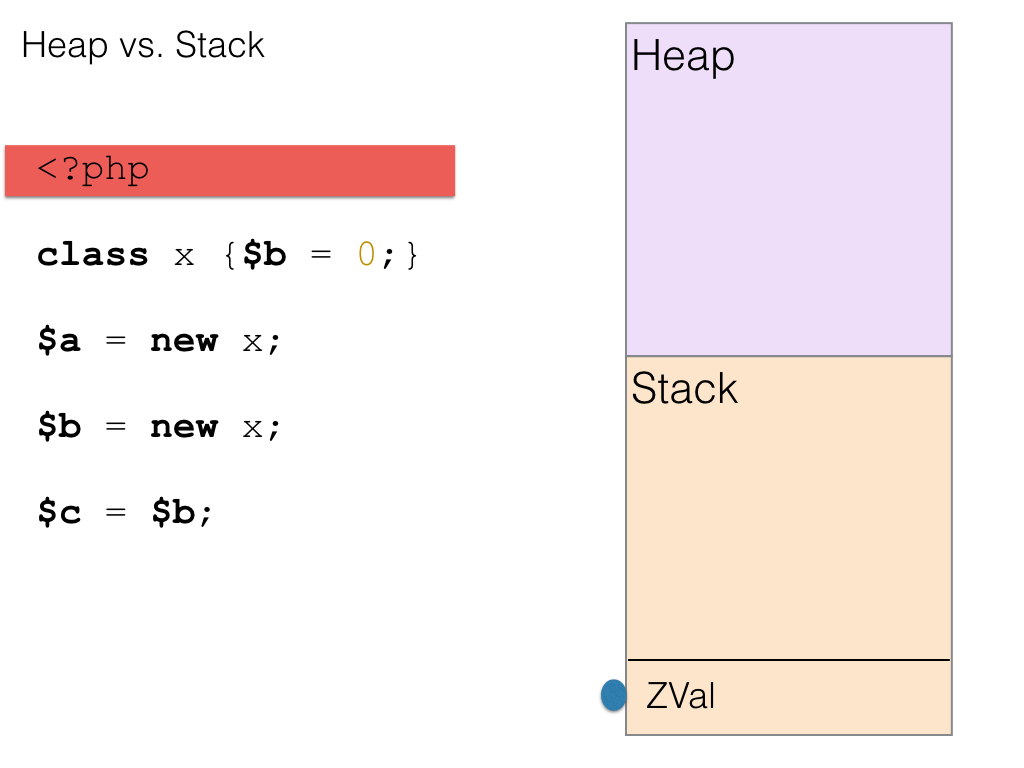 Heap vs. Stack
<?php
class x {$b = 0;}
$a = new x;
$b = new x;
$c = $b;
Heap
Stack
ZVal